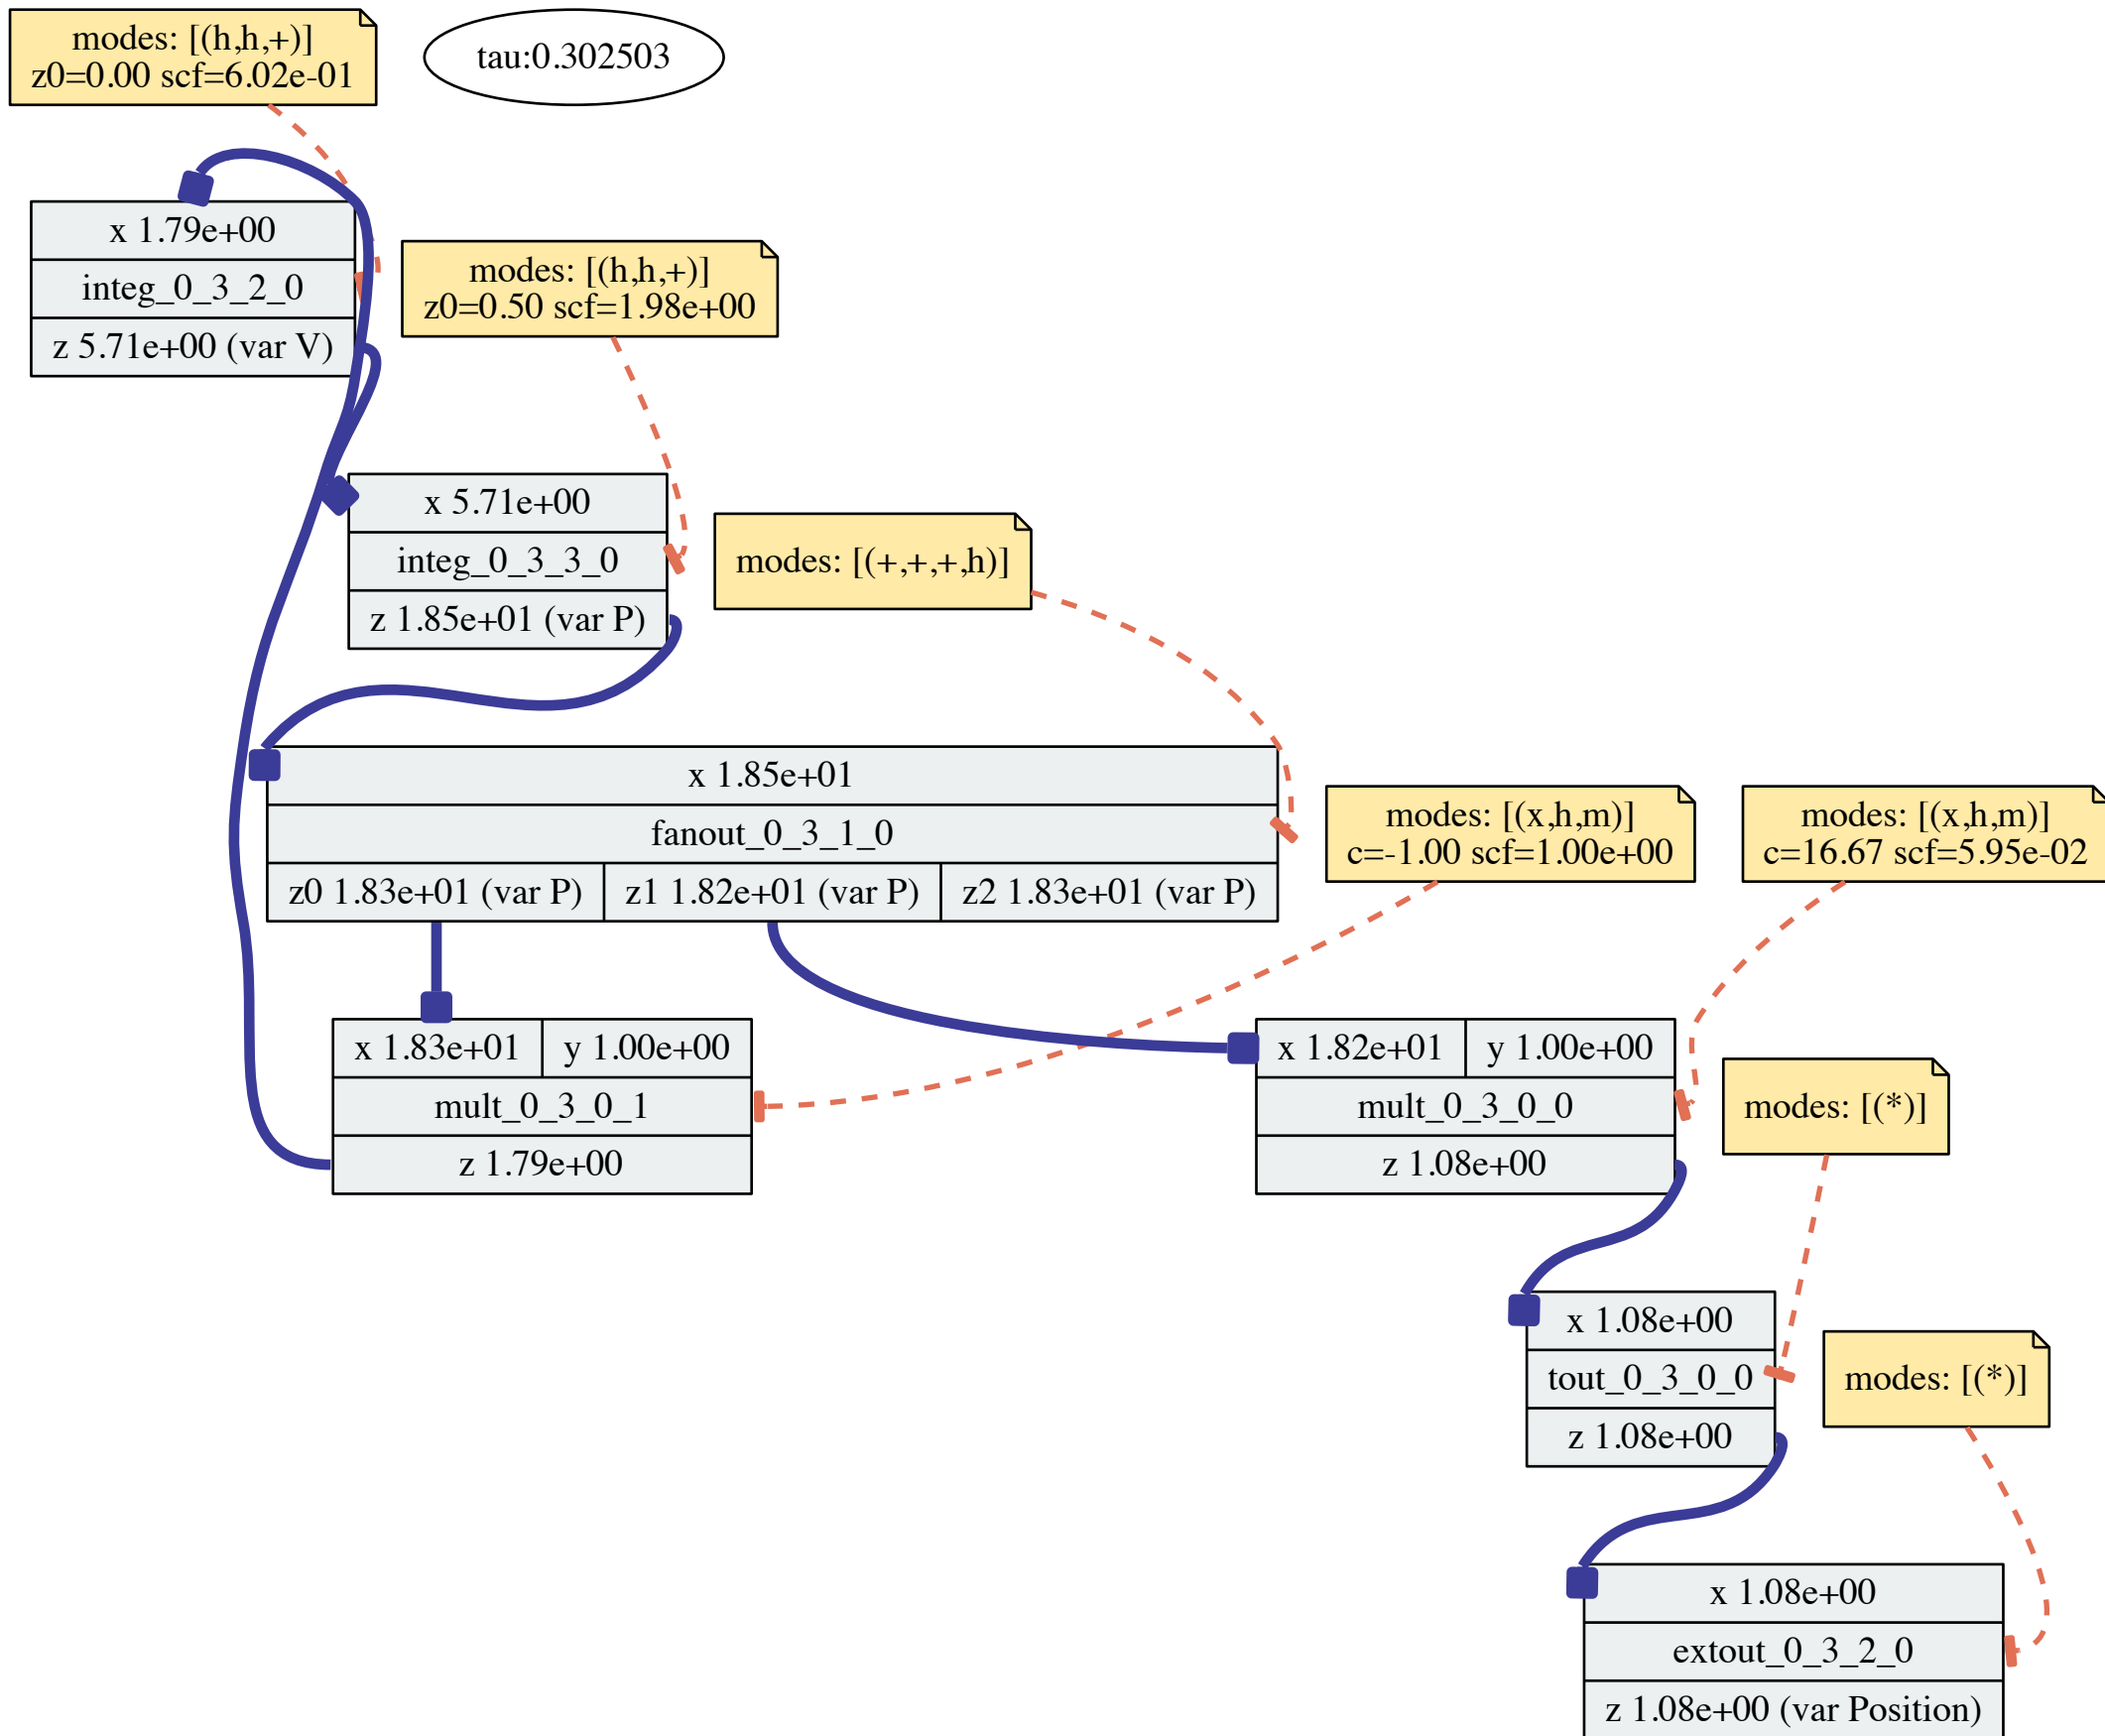 modes: [(h,h,+)]
z0=0.00 scf=6.02e-01
tau:0.302503
x 1.79e+00
integ_0_3_2_0
z 5.71e+00 (var V)
modes: [(h,h,+)]
z0=0.50 scf=1.98e+00
x 5.71e+00
integ_0_3_3_0
z 1.85e+01 (var P)
modes: [(+,+,+,h)]
x 1.85e+01
fanout_0_3_1_0
z0 1.83e+01 (var P)
z1 1.82e+01 (var P)
z2 1.83e+01 (var P)
modes: [(x,h,m)]
c=-1.00 scf=1.00e+00
modes: [(x,h,m)]
c=16.67 scf=5.95e-02
x 1.83e+01
y 1.00e+00
mult_0_3_0_1
z 1.79e+00
x 1.82e+01
y 1.00e+00
mult_0_3_0_0
z 1.08e+00
modes: [(*)]
x 1.08e+00
tout_0_3_0_0
z 1.08e+00
modes: [(*)]
x 1.08e+00
extout_0_3_2_0
z 1.08e+00 (var Position)